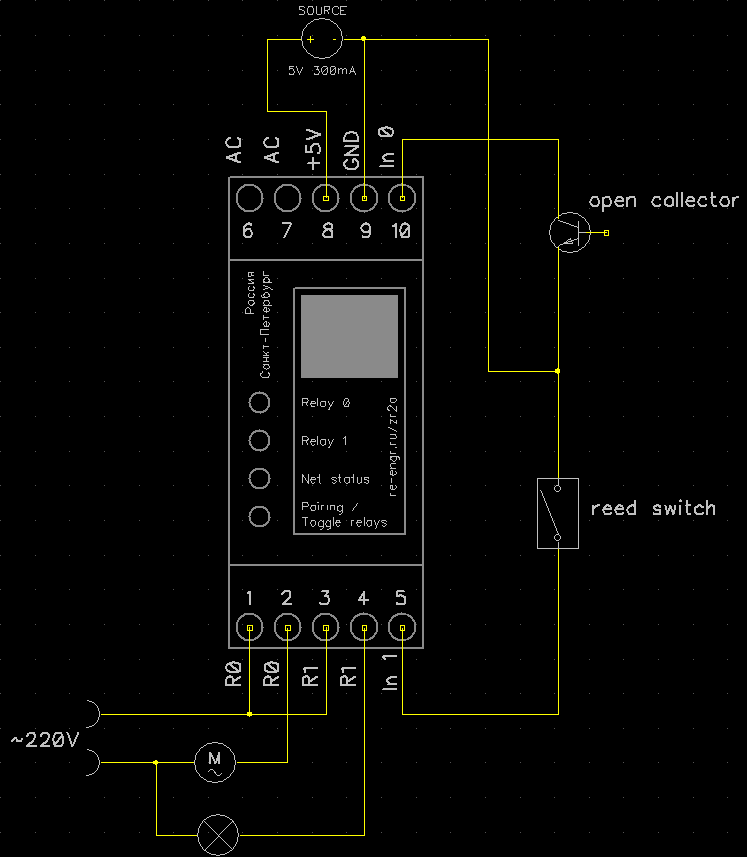 SOURCE
+ -
5V 300mA
AC
AC
+5V
GND
In 0
6 7 8 9 10
open collector
Россия
Санкт-Петербург
Relay 0
Relay 1
Net status
Pairing /
Toggle relays
re-engr.ru/zr2a
reed switch
1 2 3 4 5
R0
R0
R1
R1
In 1
~220V
M
~